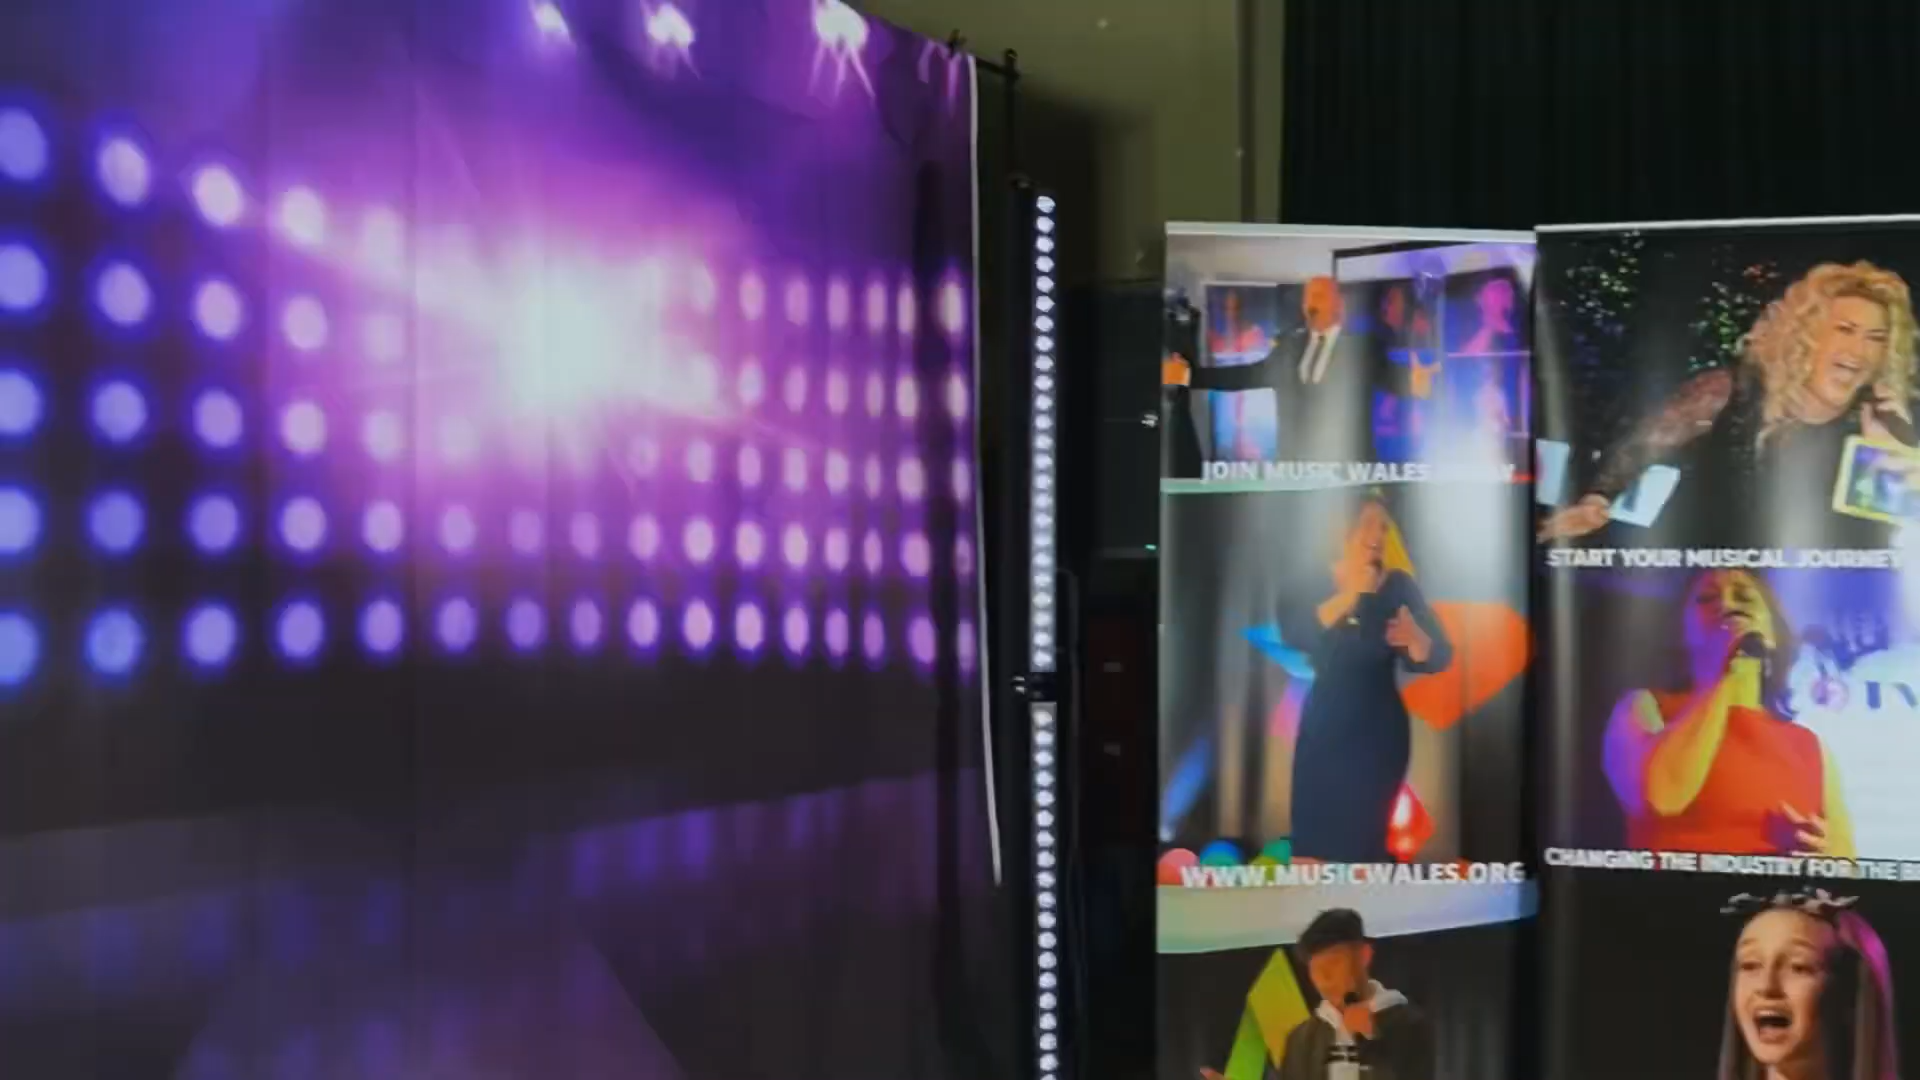 JOIN MUSIC WALES
WWW.MUSICWALES.ORG
START YOUR MUSICAL JOURNEY
CHANGING THE INDUSTRY FOR THE